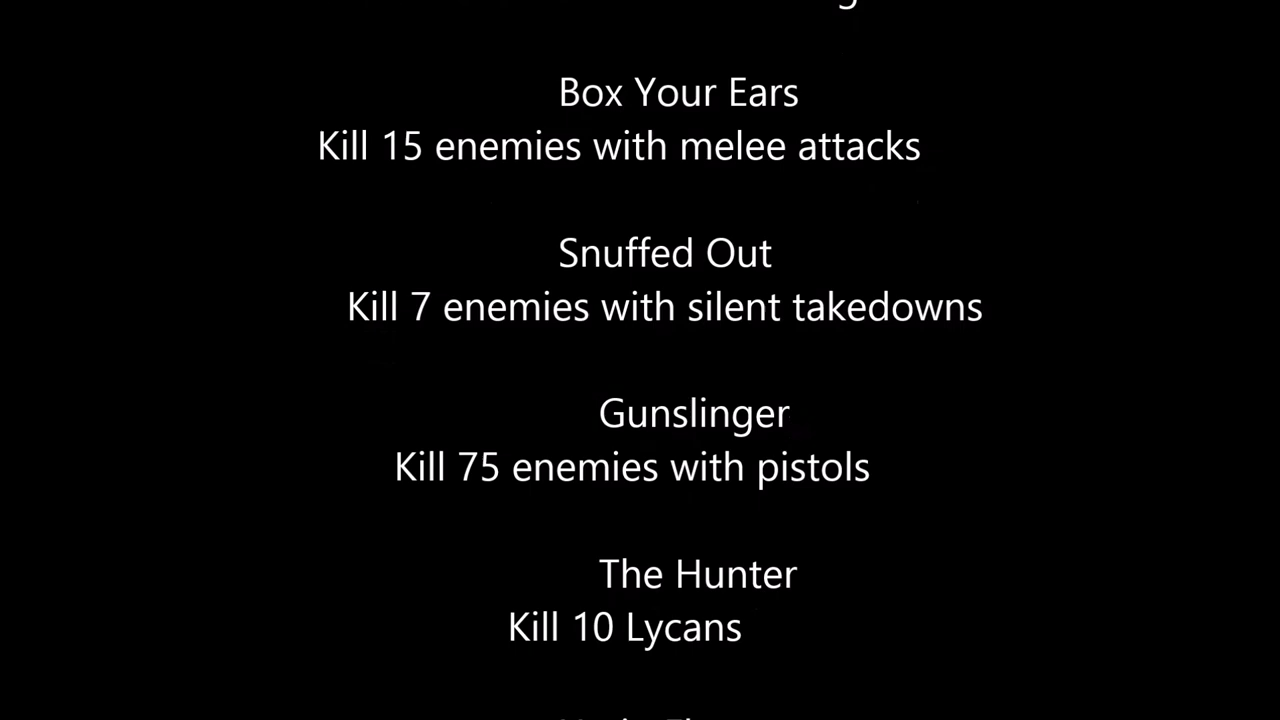 Box Your Ears
Kill 15 enemies with melee attacks
Snuffed Out
Kill 7 enemies with silent takedowns
Gunslinger
Kill 75 enemies with pistols
The Hunter
Kill 10 Lycans